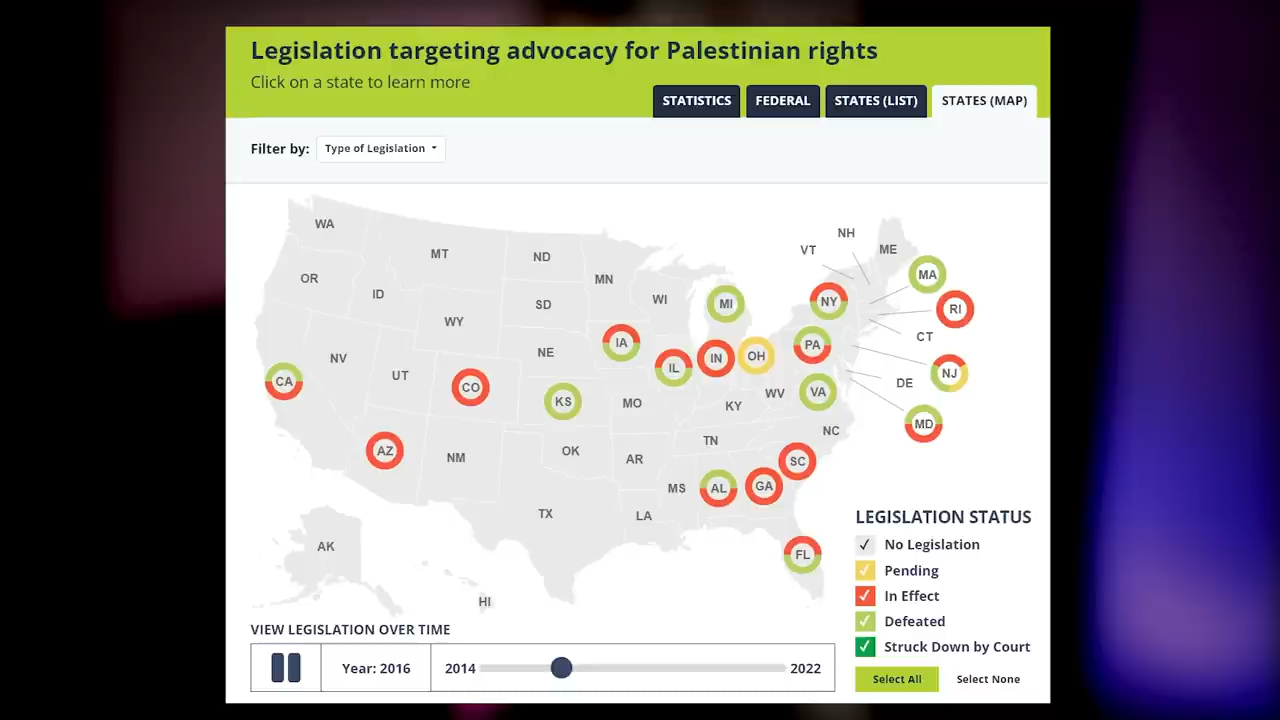 Legislation targeting advocacy for Palestinian rights
Click on a state to learn more
STATISTICS
FEDERAL
STATES (LIST)
STATES (MAP)
Filter by:
Type of Legislation
WA
MT
ND
MN
OR
ID
SD
WI
WY
NV
UT
NE
IA
IL
MI
IN
OH
NY
PA
VT
NH
ME
MA
RI
CT
NJ
DE
MD
CA
CO
KS
MO
KY
WV
VA
AZ
NM
OK
AR
TN
NC
SC
MS
AL
GA
TX
LA
FL
AK
HI
LEGISLATION STATUS
No Legislation
Pending
In Effect
Defeated
Struck Down by Court
Select All
Select None
VIEW LEGISLATION OVER TIME
Year: 2016
2014
2022